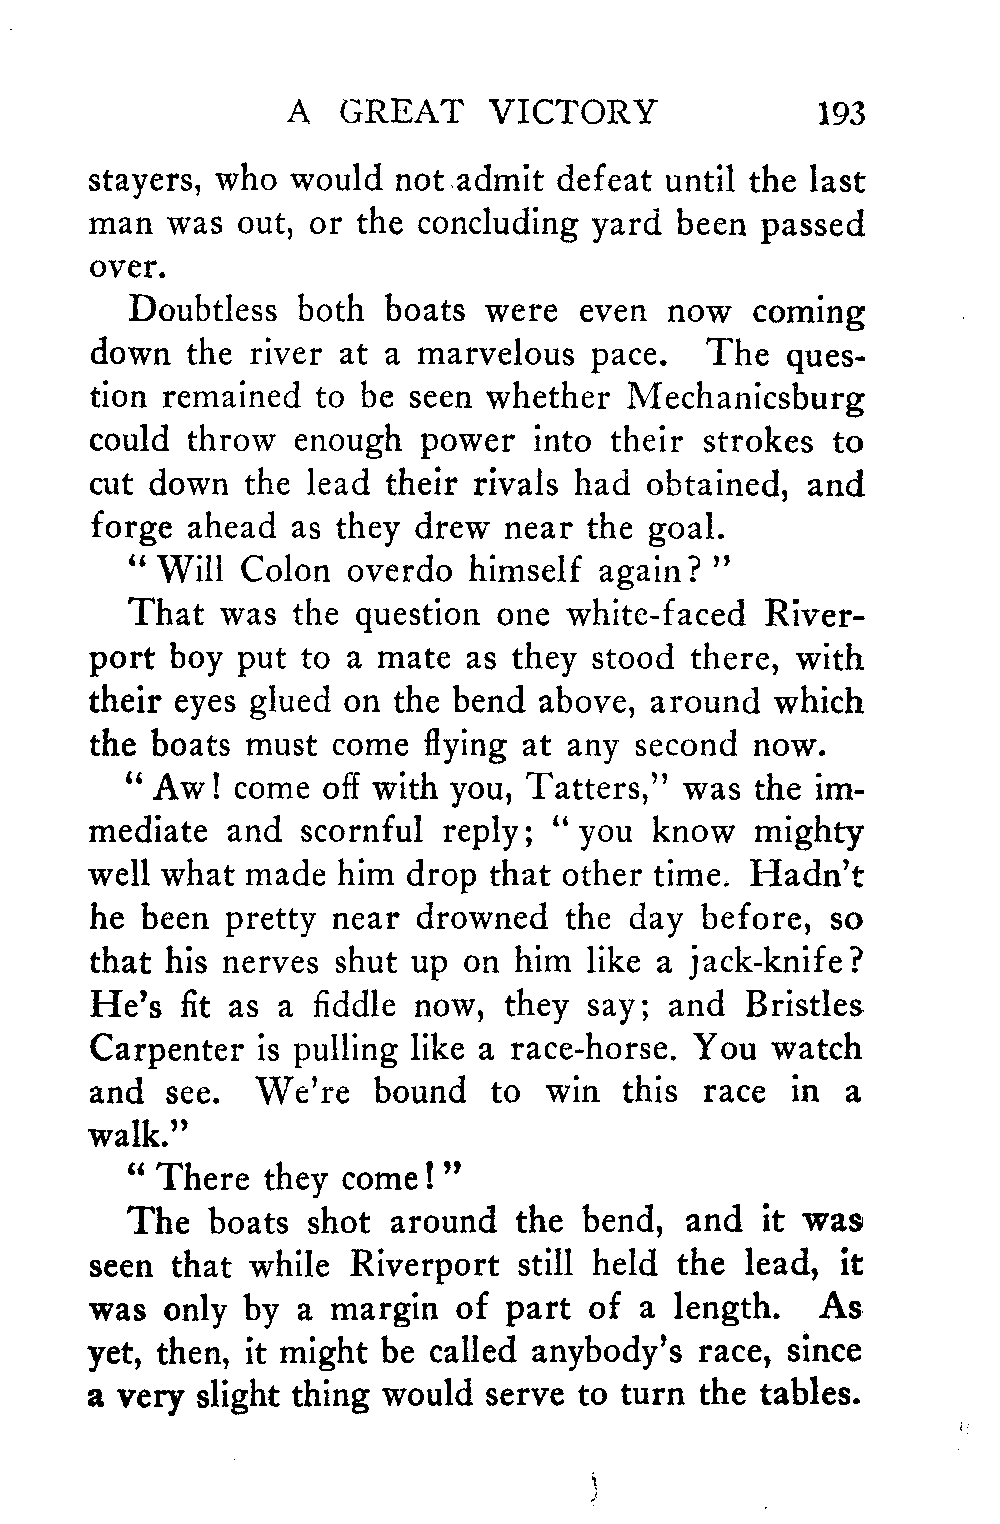 A GREAT VICTORY 193
stayers, who would not admit defeat until the last
man was out, or the concluding yard been passed
over.
Doubtless both boats were even now coming
down the river at a marvelous pace. The ques-
tion remained to be seen whether Mechanicsburg
could throw enough power into their strokes to
cut down the lead their rivals had obtained, and
forge ahead as they drew near the goal.
“ Will Colon overdo himself again? ”
That was the question one white-faced River-
port boy put to a mate as they stood there, with
their eyes glued on the bend above, around which
the boats must come flying at any second now.
“ Aw! come off with you, Tatters,” was the im-
mediate and scornful reply; “ you know mighty
well what made him drop that other time. Hadn’t
he been pretty near drowned the day before, so
that his nerves shut up on him like a jack-knife?
He’s fit as a fiddle now, they say; and Bristles
Carpenter is pulling like a race-horse. You watch
and see. We’re bound to win this race in a
walk.”
“ There they come! ”
The boats shot around the bend, and it was
seen that while Riverport still held the lead, it
was only by a margin of part of a length. As
yet, then, it might be called anybody’s race, since
a very slight thing would serve to turn the tables.